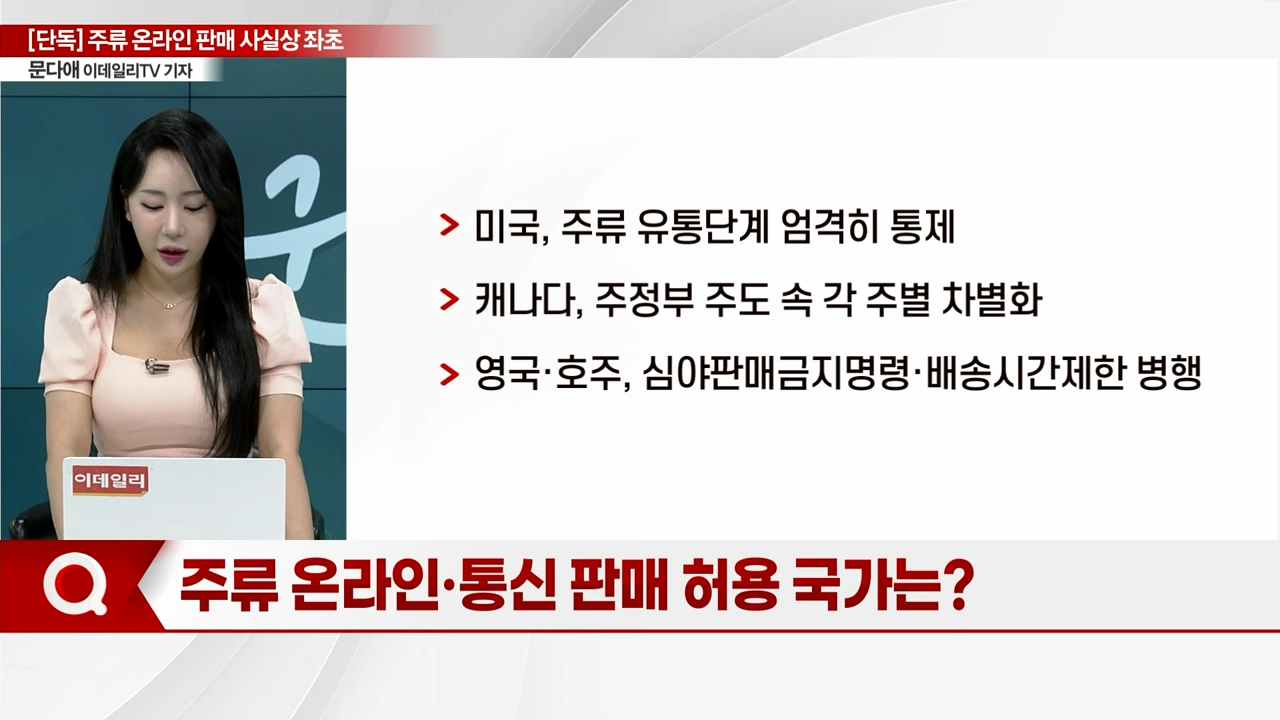 [단독] 주류 온라인 판매 사실상 좌초
문다애 이데일리TV 기자
> 미국, 주류 유통단계 엄격히 통제
> 캐나다, 주정부 주도 속 각 주별 차별화
> 영국·호주, 심야판매금지명령·배송시간제한 병행
이데일리
Q 주류 온라인·통신 판매 허용 국가는?